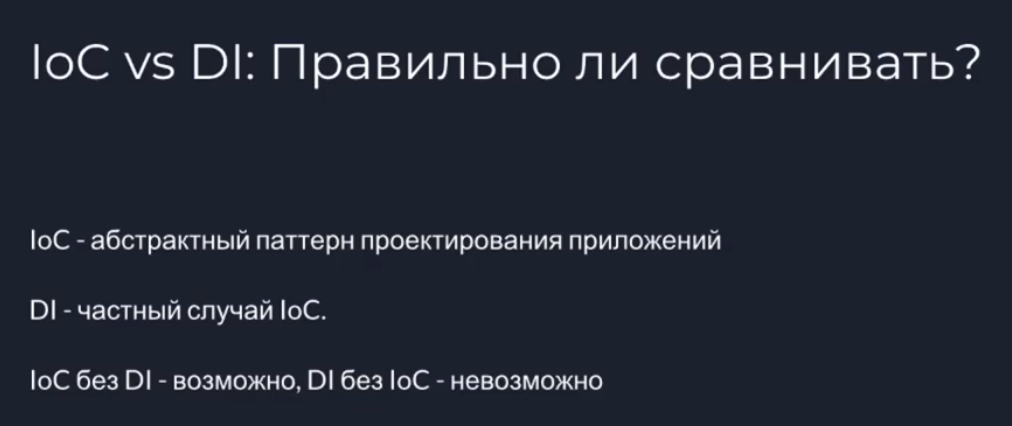 IoC vs DI: Правильно ли сравнивать?
IoC - абстрактный паттерн проектирования приложений
DI - частный случай IoC.
IoC без DI - возможно, DI без IoC - невозможно